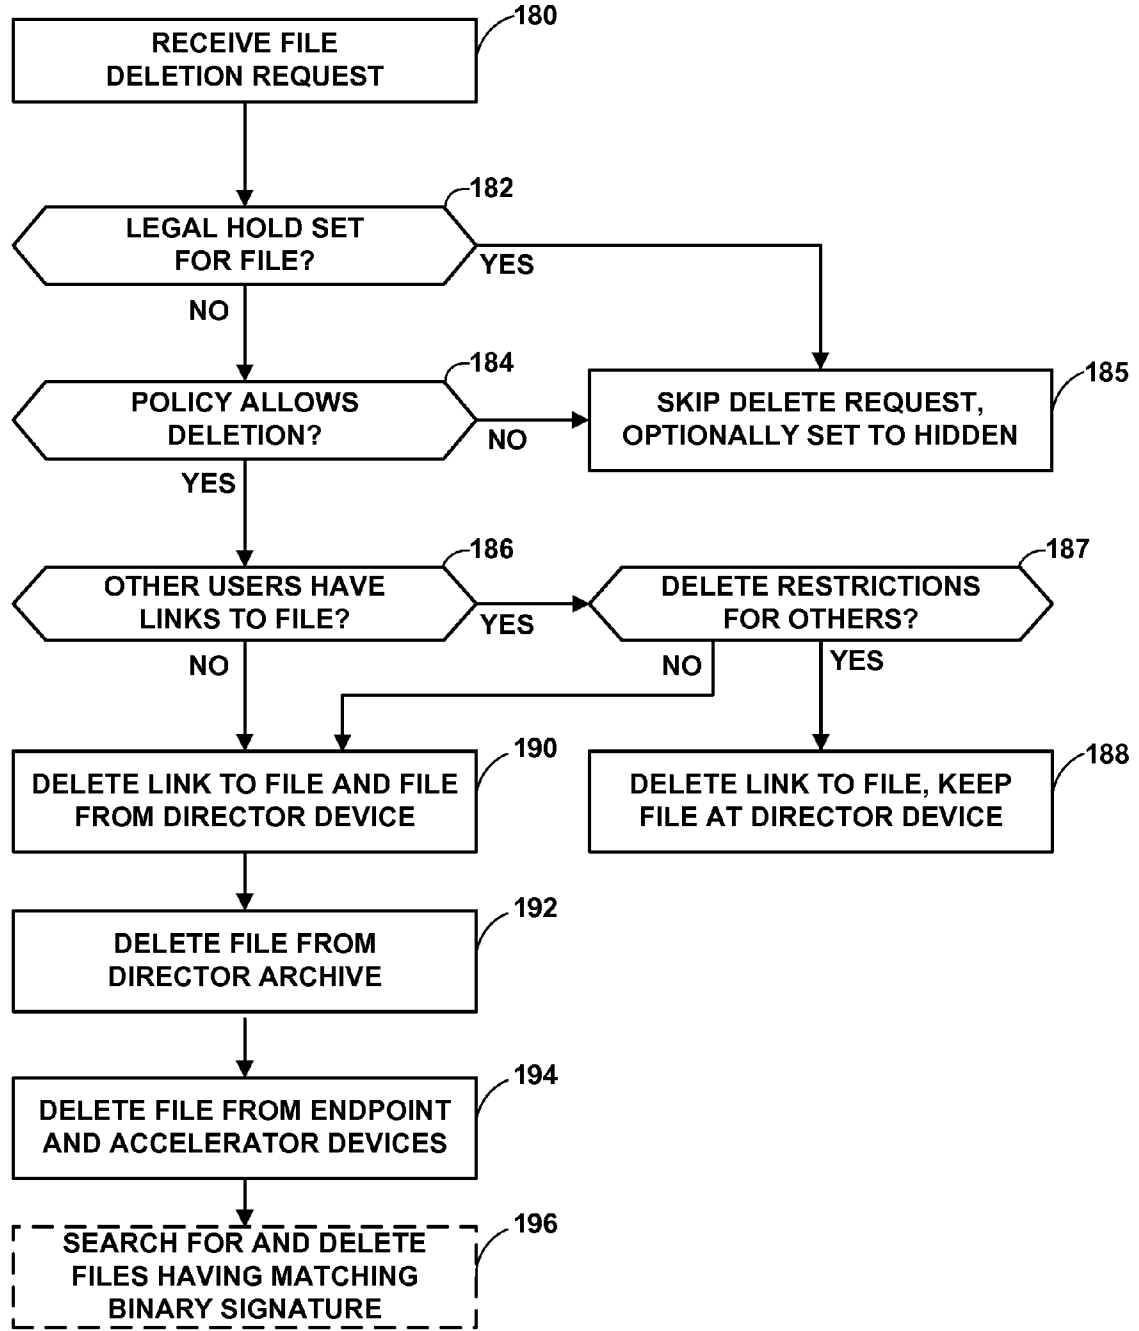 180
RECEIVE FILE
DELETION REQUEST
182
LEGAL HOLD SET
FOR FILE?
YES
NO
184
POLICY ALLOWS
DELETION?
NO
YES
185
SKIP DELETE REQUEST,
OPTIONALLY SET TO HIDDEN
186
OTHER USERS HAVE
LINKS TO FILE?
YES
NO
187
DELETE RESTRICTIONS
FOR OTHERS?
NO
YES
190
DELETE LINK TO FILE AND FILE
FROM DIRECTOR DEVICE
188
DELETE LINK TO FILE, KEEP
FILE AT DIRECTOR DEVICE
192
DELETE FILE FROM
DIRECTOR ARCHIVE
194
DELETE FILE FROM ENDPOINT
AND ACCELERATOR DEVICES
196
SEARCH FOR AND DELETE
FILES HAVING MATCHING
BINARY SIGNATURE